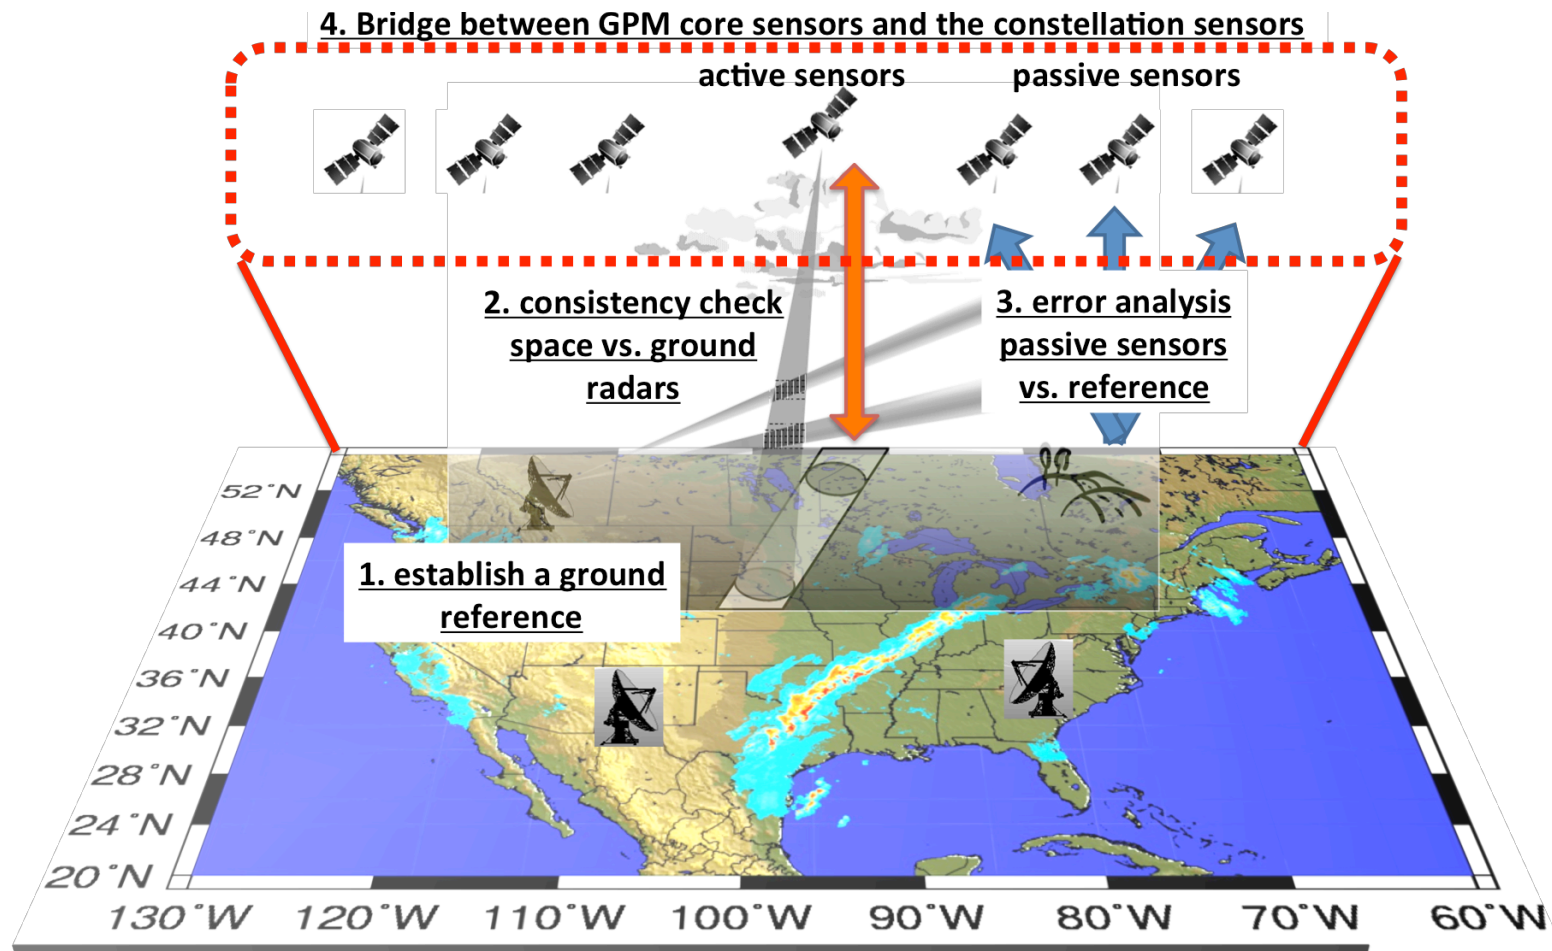 4. Bridge between GPM core sensors and the constellation sensors
active sensors
passive sensors
2. consistency check
space vs. ground
radars
3. error analysis
passive sensors
vs. reference
1. establish a ground
reference
52°N
48°N
44°N
40°N
36°N
32°N
28°N
24°N
20°N
130°W 120°W 110°W 100°W 90°W 80°W 70°W 60°W